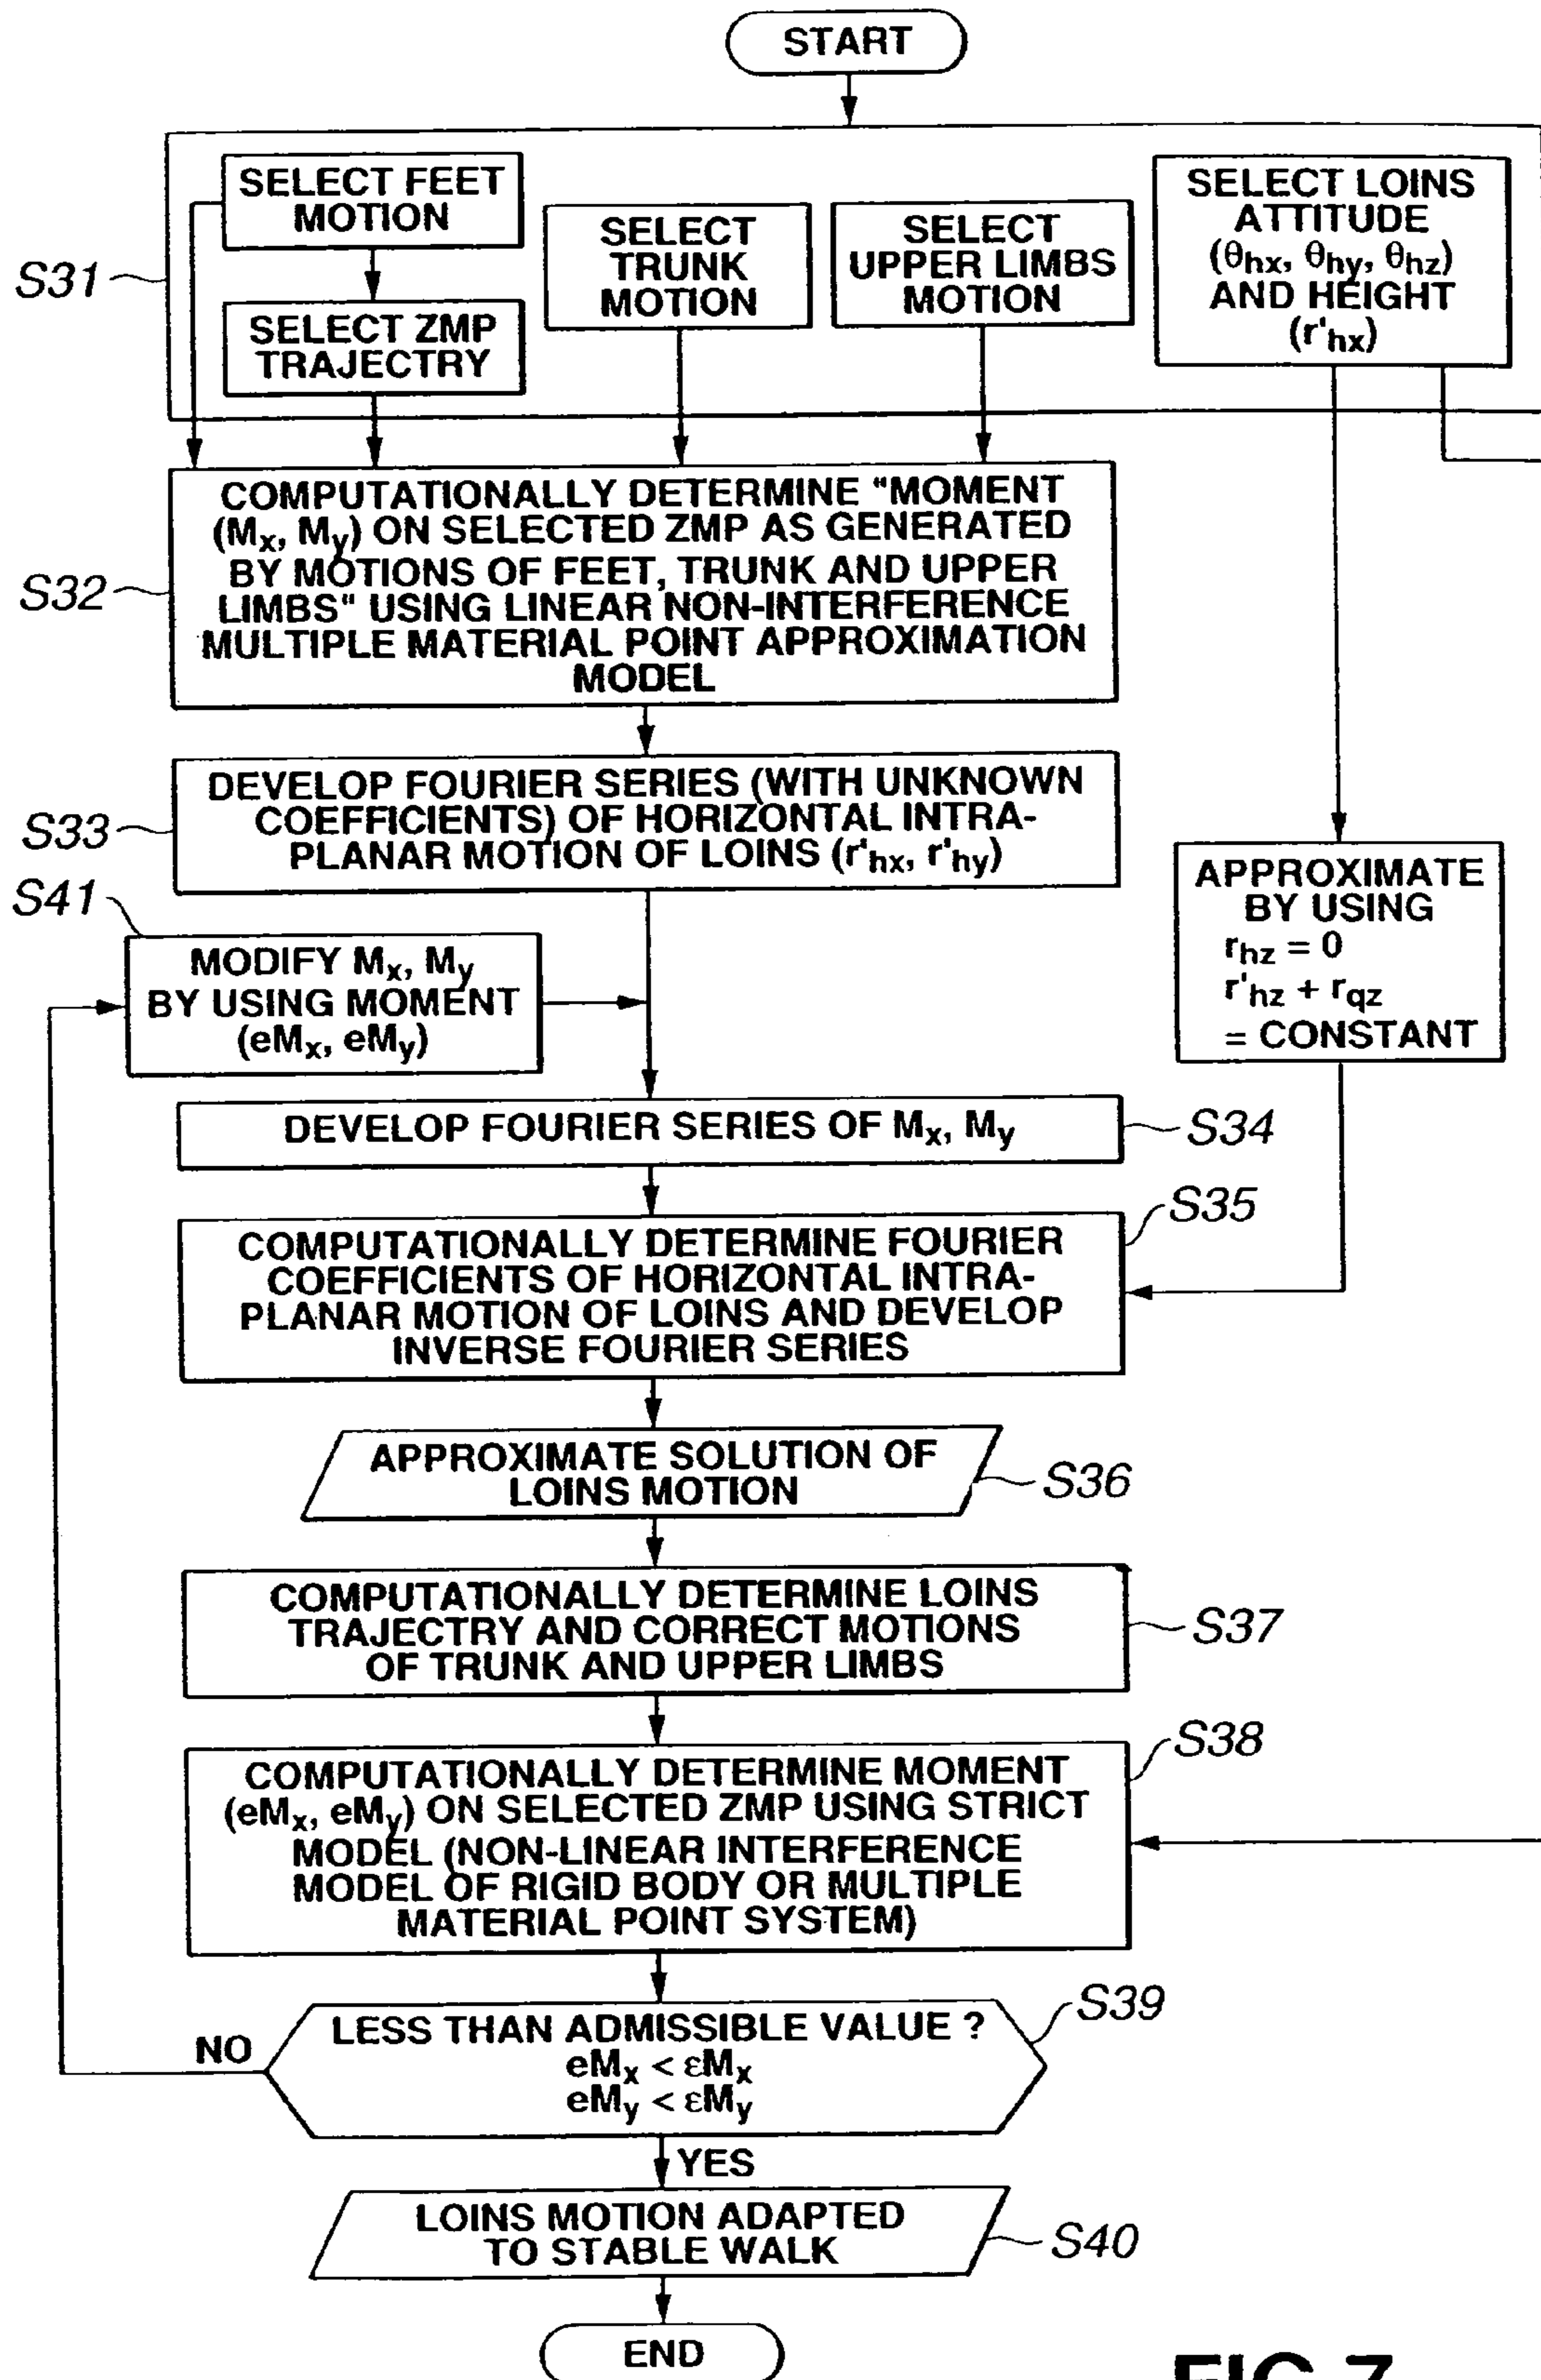 START
SELECT FEET
MOTION
SELECT ZMP
TRAJECTRY
SELECT
TRUNK
MOTION
SELECT
UPPER LIMBS
MOTION
SELECT LOINS
ATTITUDE
(θhx, θhy, θhz)
AND HEIGHT
(r'hx)
S31
COMPUTATIONALLY DETERMINE "MOMENT
(Mx, My) ON SELECTED ZMP AS GENERATED
BY MOTIONS OF FEET, TRUNK AND UPPER
LIMBS" USING LINEAR NON-INTERFERENCE
MULTIPLE MATERIAL POINT APPROXIMATION
MODEL
S32
DEVELOP FOURIER SERIES (WITH UNKNOWN
COEFFICIENTS) OF HORIZONTAL INTRA-
PLANAR MOTION OF LOINS (r'hx, r'hy)
S33
S41
MODIFY Mx, My
BY USING MOMENT
(eMx, eMy)
APPROXIMATE
BY USING
rhz = 0
r'hz + rqz
= CONSTANT
DEVELOP FOURIER SERIES OF Mx, My
S34
COMPUTATIONALLY DETERMINE FOURIER
COEFFICIENTS OF HORIZONTAL INTRA-
PLANAR MOTION OF LOINS AND DEVELOP
INVERSE FOURIER SERIES
S35
APPROXIMATE SOLUTION OF
LOINS MOTION
S36
COMPUTATIONALLY DETERMINE LOINS
TRAJECTRY AND CORRECT MOTIONS
OF TRUNK AND UPPER LIMBS
S37
COMPUTATIONALLY DETERMINE MOMENT
(eMx, eMy) ON SELECTED ZMP USING STRICT
MODEL (NON-LINEAR INTERFERENCE
MODEL OF RIGID BODY OR MULTIPLE
MATERIAL POINT SYSTEM)
S38
LESS THAN ADMISSIBLE VALUE ?
eMx < εMx
eMy < εMy
S39
NO
YES
LOINS MOTION ADAPTED
TO STABLE WALK
S40
END
FIG.7